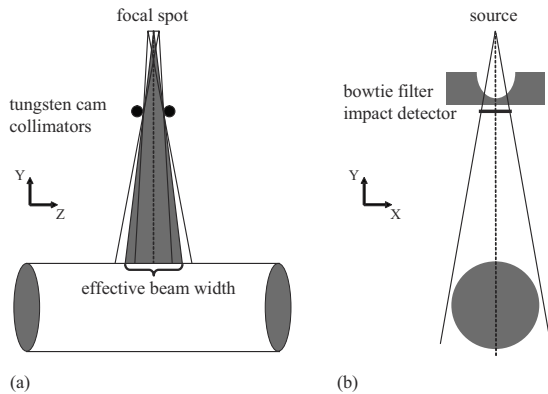 focal spot
tungsten cam
collimators
Y
Z
effective beam width
(a)
source
bowtie filter
impact detector
Y
X
(b)